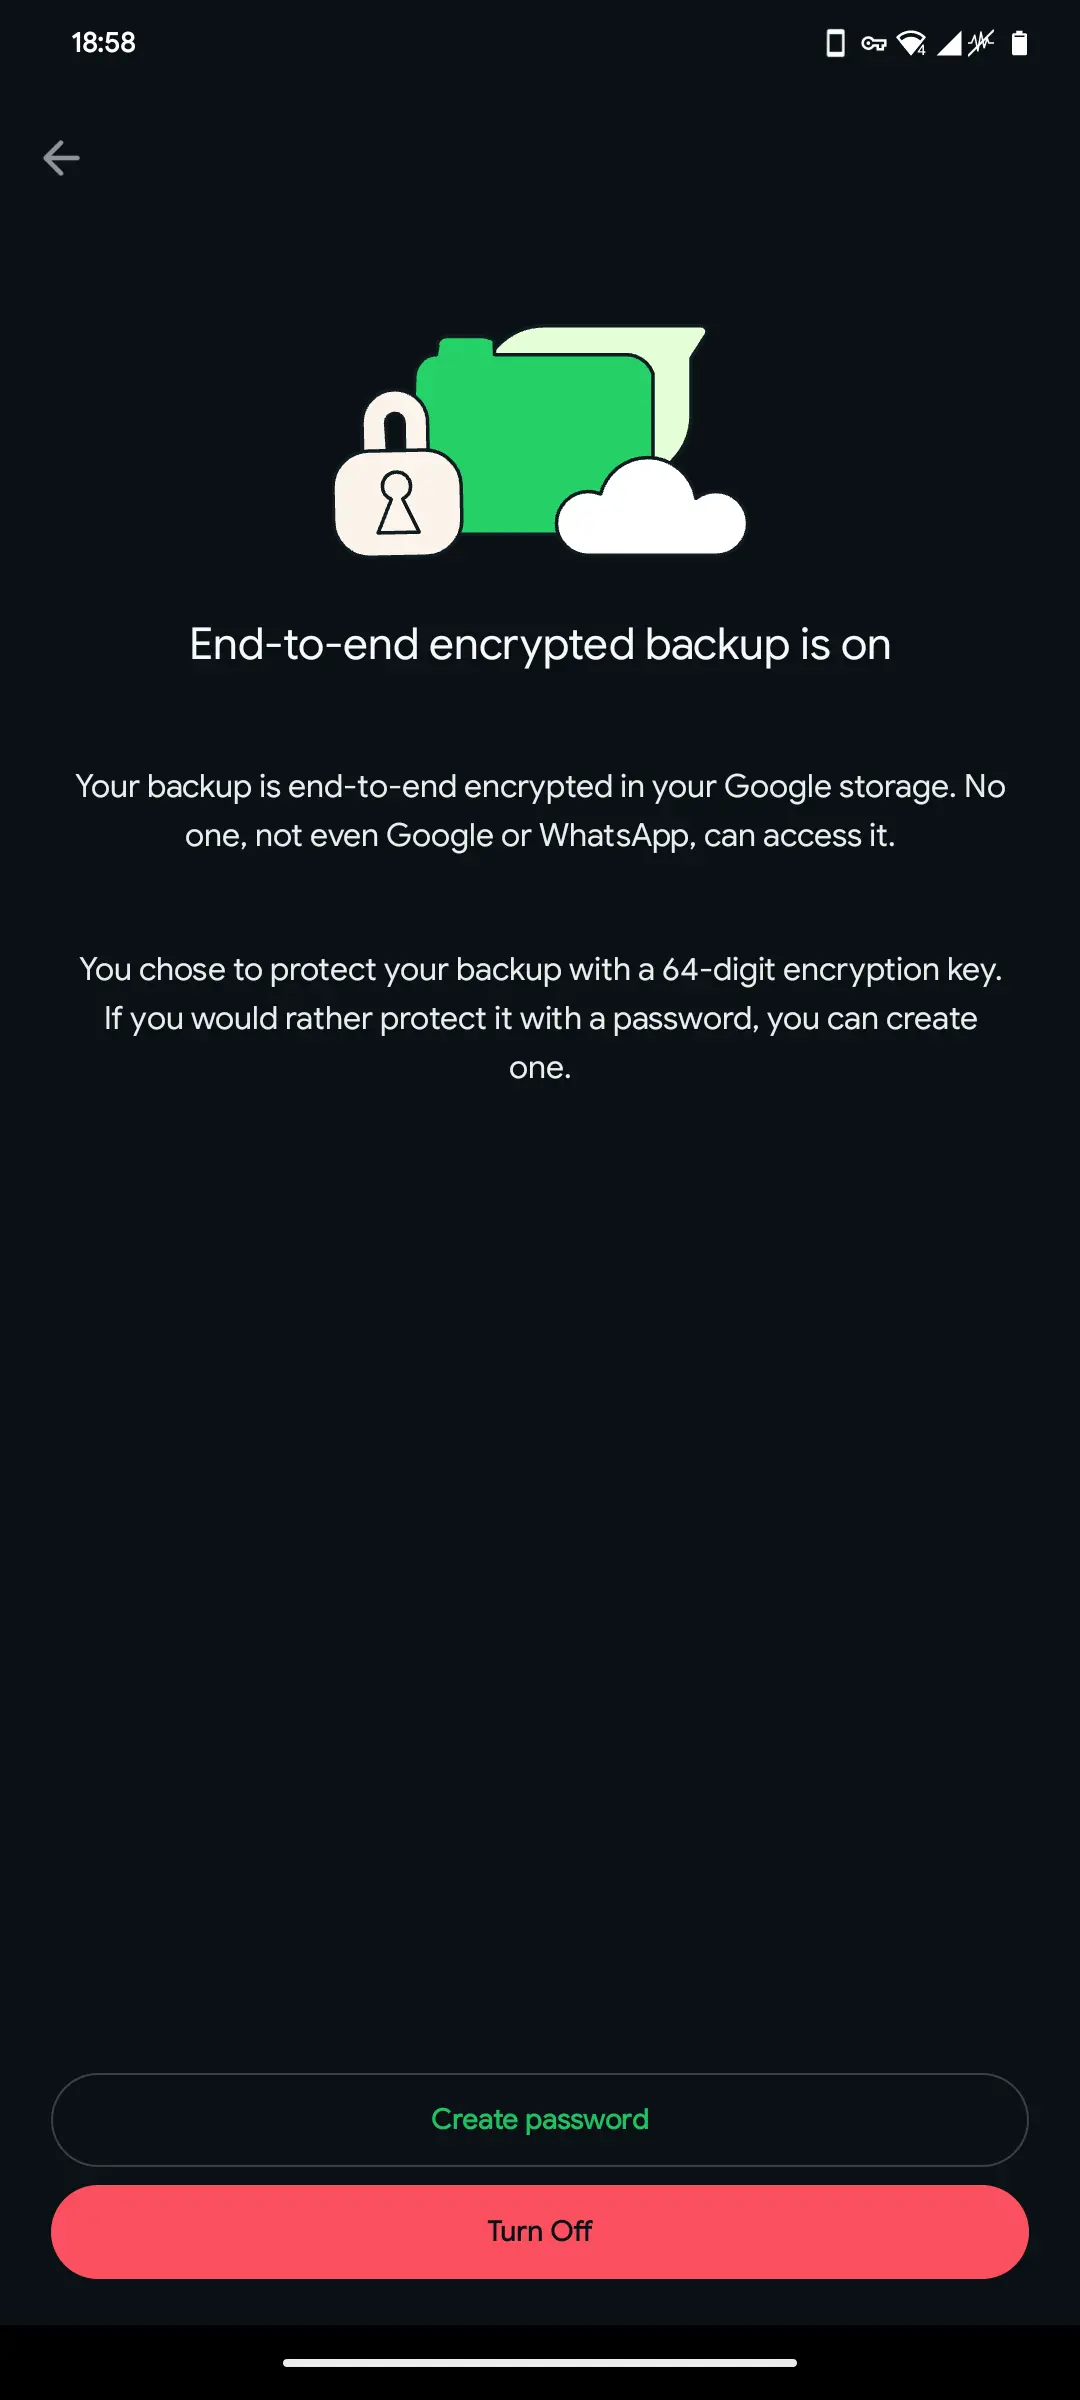 18:58
End-to-end encrypted backup is on
Your backup is end-to-end encrypted in your Google storage. No
one, not even Google or WhatsApp, can access it.
You chose to protect your backup with a 64-digit encryption key.
If you would rather protect it with a password, you can create
one.
Create password
Turn Off